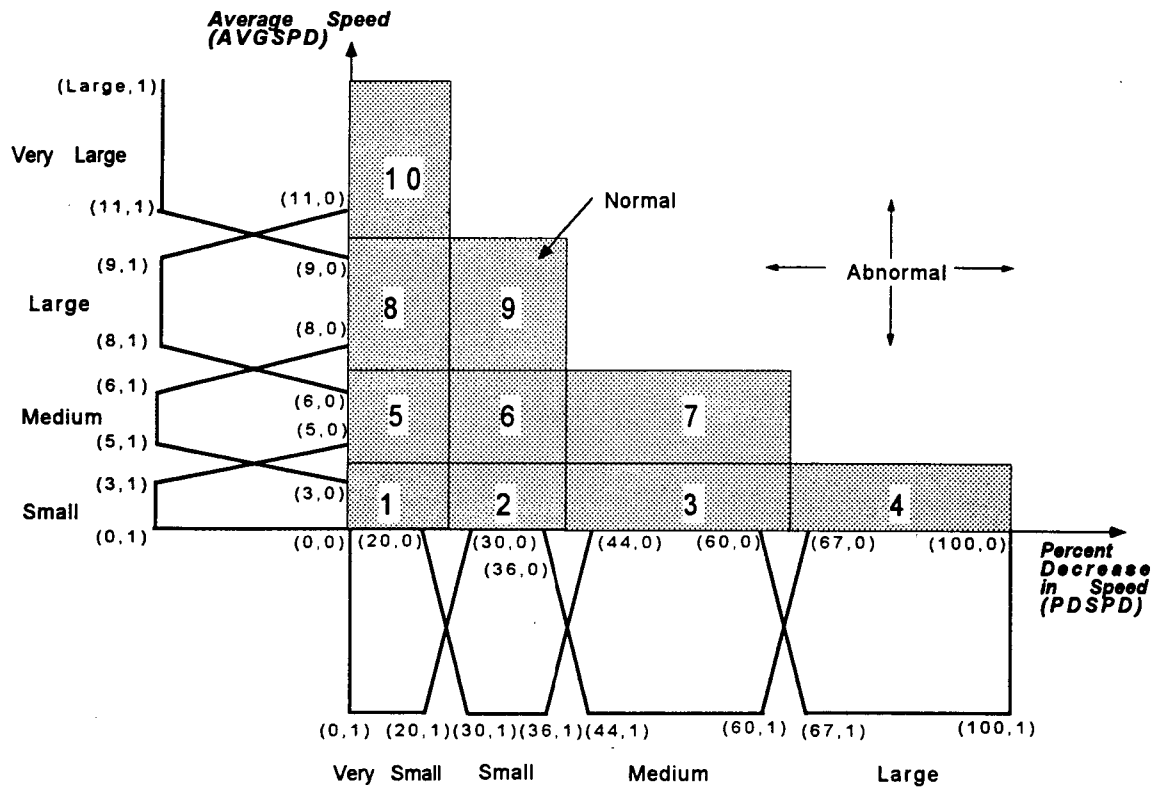 Average Speed
(AVGSPD)
(Large,1)
Very Large
10
(11,1)
(11,0)
Normal
(9,1)
(9,0)
Abnormal
Large
8
9
(8,0)
(8,1)
(6,1)
(6,0)
Medium
5
6
7
(5,0)
(5,1)
(3,1)
(3,0)
Small
1
2
3
4
(0,1)
(0,0)
(20,0)
(30,0)
(44,0)
(60,0)
(67,0)
(100,0)
(36,0)
Percent
Decrease
in Speed
(PDSPD)
(0,1)
(20,1)
(30,1)
(36,1)
(44,1)
(60,1)
(67,1)
(100,1)
Very Small
Small
Medium
Large